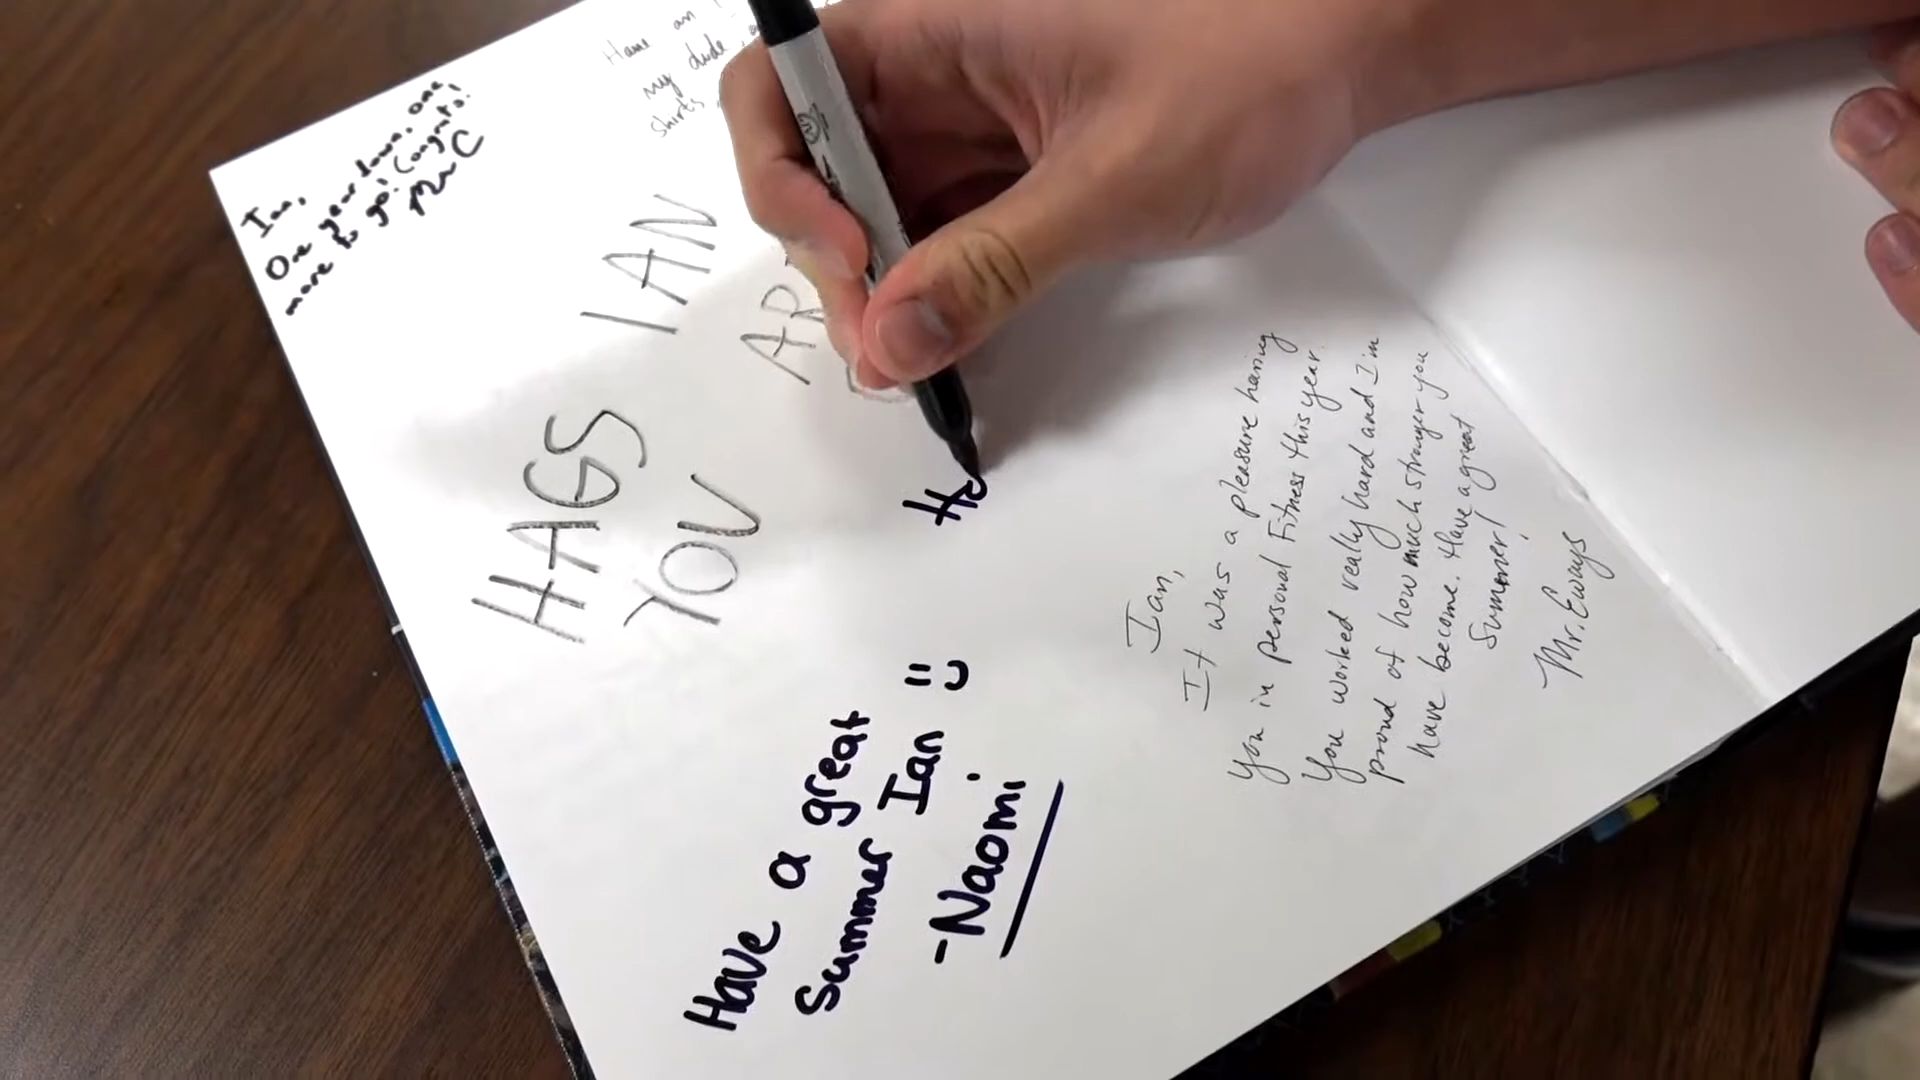 Ian,
One year down, one
more to go! Congrats!
Mr C
Have an
my dude,
shirts
HAGS IAN
YOU AR
Have a great
Summer Ian :)
-Naomi
Ian,
It was a pleasure having
you in personal Fitness this year.
You worked really hard and I'm
proud of how much stronger you
have become. Have a great
summer!
Mr. Eways